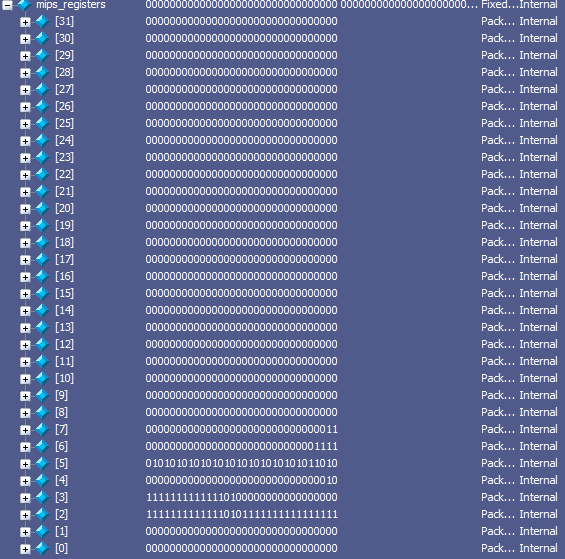 mips_registers 00000000000000000000000000000000 000000000000000000000... Fixed... Internal
[31] 00000000000000000000000000000000 Pack... Internal
[30] 00000000000000000000000000000000 Pack... Internal
[29] 00000000000000000000000000000000 Pack... Internal
[28] 00000000000000000000000000000000 Pack... Internal
[27] 00000000000000000000000000000000 Pack... Internal
[26] 00000000000000000000000000000000 Pack... Internal
[25] 00000000000000000000000000000000 Pack... Internal
[24] 00000000000000000000000000000000 Pack... Internal
[23] 00000000000000000000000000000000 Pack... Internal
[22] 00000000000000000000000000000000 Pack... Internal
[21] 00000000000000000000000000000000 Pack... Internal
[20] 00000000000000000000000000000000 Pack... Internal
[19] 00000000000000000000000000000000 Pack... Internal
[18] 00000000000000000000000000000000 Pack... Internal
[17] 00000000000000000000000000000000 Pack... Internal
[16] 00000000000000000000000000000000 Pack... Internal
[15] 00000000000000000000000000000000 Pack... Internal
[14] 00000000000000000000000000000000 Pack... Internal
[13] 00000000000000000000000000000000 Pack... Internal
[12] 00000000000000000000000000000000 Pack... Internal
[11] 00000000000000000000000000000000 Pack... Internal
[10] 00000000000000000000000000000000 Pack... Internal
[9] 00000000000000000000000000000000 Pack... Internal
[8] 00000000000000000000000000000000 Pack... Internal
[7] 00000000000000000000000000000011 Pack... Internal
[6] 00000000000000000000000000001111 Pack... Internal
[5] 01010101010101010101010101011010 Pack... Internal
[4] 00000000000000000000000000000010 Pack... Internal
[3] 11111111111110100000000000000000 Pack... Internal
[2] 11111111111110101111111111111111 Pack... Internal
[1] 00000000000000000000000000000000 Pack... Internal
[0] 00000000000000000000000000000000 Pack... Internal